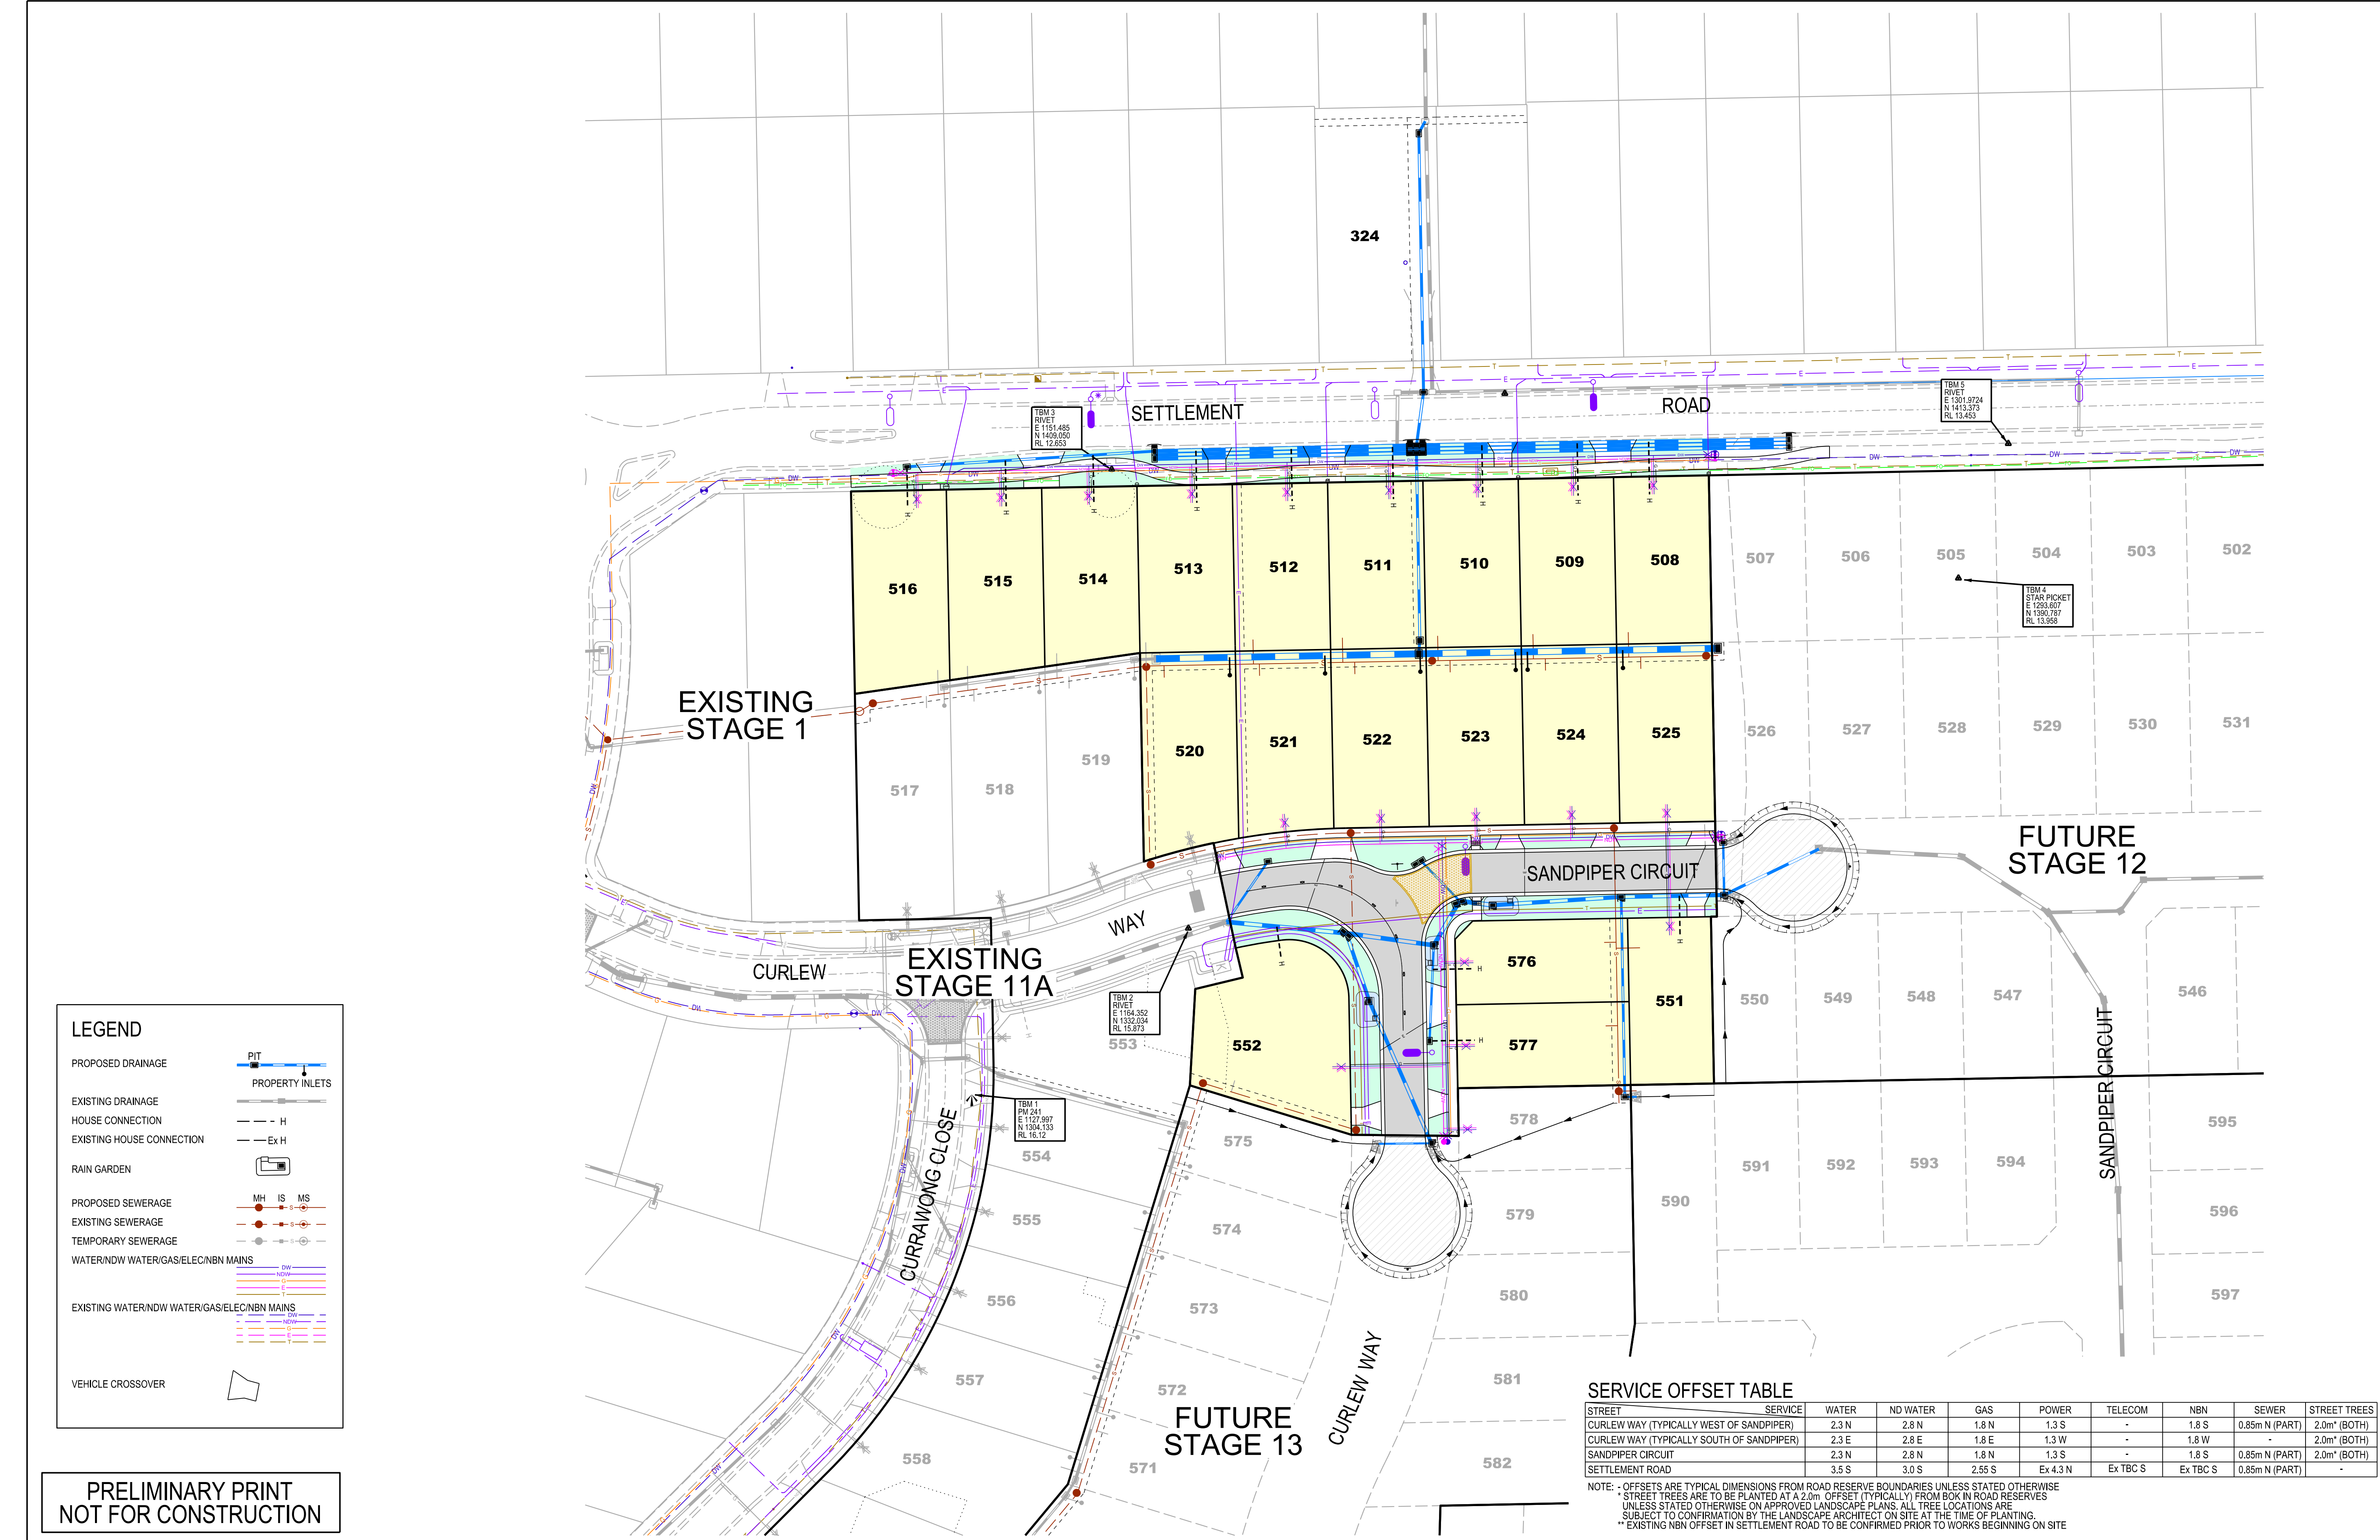 324
SETTLEMENT
ROAD
TBM 3
RIVET
E 1151.485
N 1409.050
RL 12.653
TBM 5
RIVET
E 1301.9724
N 1413.373
RL 13.453
516
515
514
513
512
511
510
509
508
507
506
505
504
503
502
TBM 4
STAR PICKET
E 1293.607
N 1390.787
RL 13.958
EXISTING
STAGE 1
517
518
519
520
521
522
523
524
525
526
527
528
529
530
531
FUTURE
STAGE 12
SANDPIPER CIRCUIT
WAY
CURLEW
EXISTING
STAGE 11A
TBM 2
RIVET
E 1164.352
N 1332.034
RL 15.873
553
552
576
577
551
550
549
548
547
546
SANDPIPER CIRCUIT
TBM 1
PM 241
E 1127.997
N 1304.133
RL 16.12
CURRAWONG CLOSE
554
555
556
557
558
575
574
573
572
571
578
579
580
581
582
590
591
592
593
594
595
596
597
FUTURE
STAGE 13
CURLEW WAY
LEGEND
PROPOSED DRAINAGE
PIT
PROPERTY INLETS
EXISTING DRAINAGE
HOUSE CONNECTION
H
EXISTING HOUSE CONNECTION
Ex H
RAIN GARDEN
PROPOSED SEWERAGE
MH IS MS
S
EXISTING SEWERAGE
S
TEMPORARY SEWERAGE
S
WATER/NDW WATER/GAS/ELEC/NBN MAINS
DW
NDW
G
E
T
EXISTING WATER/NDW WATER/GAS/ELEC/NBN MAINS
DW
NDW
G
E
T
VEHICLE CROSSOVER
PRELIMINARY PRINT
NOT FOR CONSTRUCTION
SERVICE OFFSET TABLE
STREET SERVICE WATER ND WATER GAS POWER TELECOM NBN SEWER STREET TREES
CURLEW WAY (TYPICALLY WEST OF SANDPIPER) 2.3 N 2.8 N 1.8 N 1.3 S - 1.8 S 0.85m N (PART) 2.0m* (BOTH)
CURLEW WAY (TYPICALLY SOUTH OF SANDPIPER) 2.3 E 2.8 E 1.8 E 1.3 W - 1.8 W - 2.0m* (BOTH)
SANDPIPER CIRCUIT 2.3 N 2.8 N 1.8 N 1.3 S - 1.8 S 0.85m N (PART) 2.0m* (BOTH)
SETTLEMENT ROAD 3.5 S 3.0 S 2.55 S Ex 4.3 N Ex TBC S Ex TBC S 0.85m N (PART) -
NOTE: - OFFSETS ARE TYPICAL DIMENSIONS FROM ROAD RESERVE BOUNDARIES UNLESS STATED OTHERWISE
* STREET TREES ARE TO BE PLANTED AT A 2.0m OFFSET (TYPICALLY) FROM BOK IN ROAD RESERVES
UNLESS STATED OTHERWISE ON APPROVED LANDSCAPE PLANS. ALL TREE LOCATIONS ARE
SUBJECT TO CONFIRMATION BY THE LANDSCAPE ARCHITECT ON SITE AT THE TIME OF PLANTING.
** EXISTING NBN OFFSET IN SETTLEMENT ROAD TO BE CONFIRMED PRIOR TO WORKS BEGINNING ON SITE